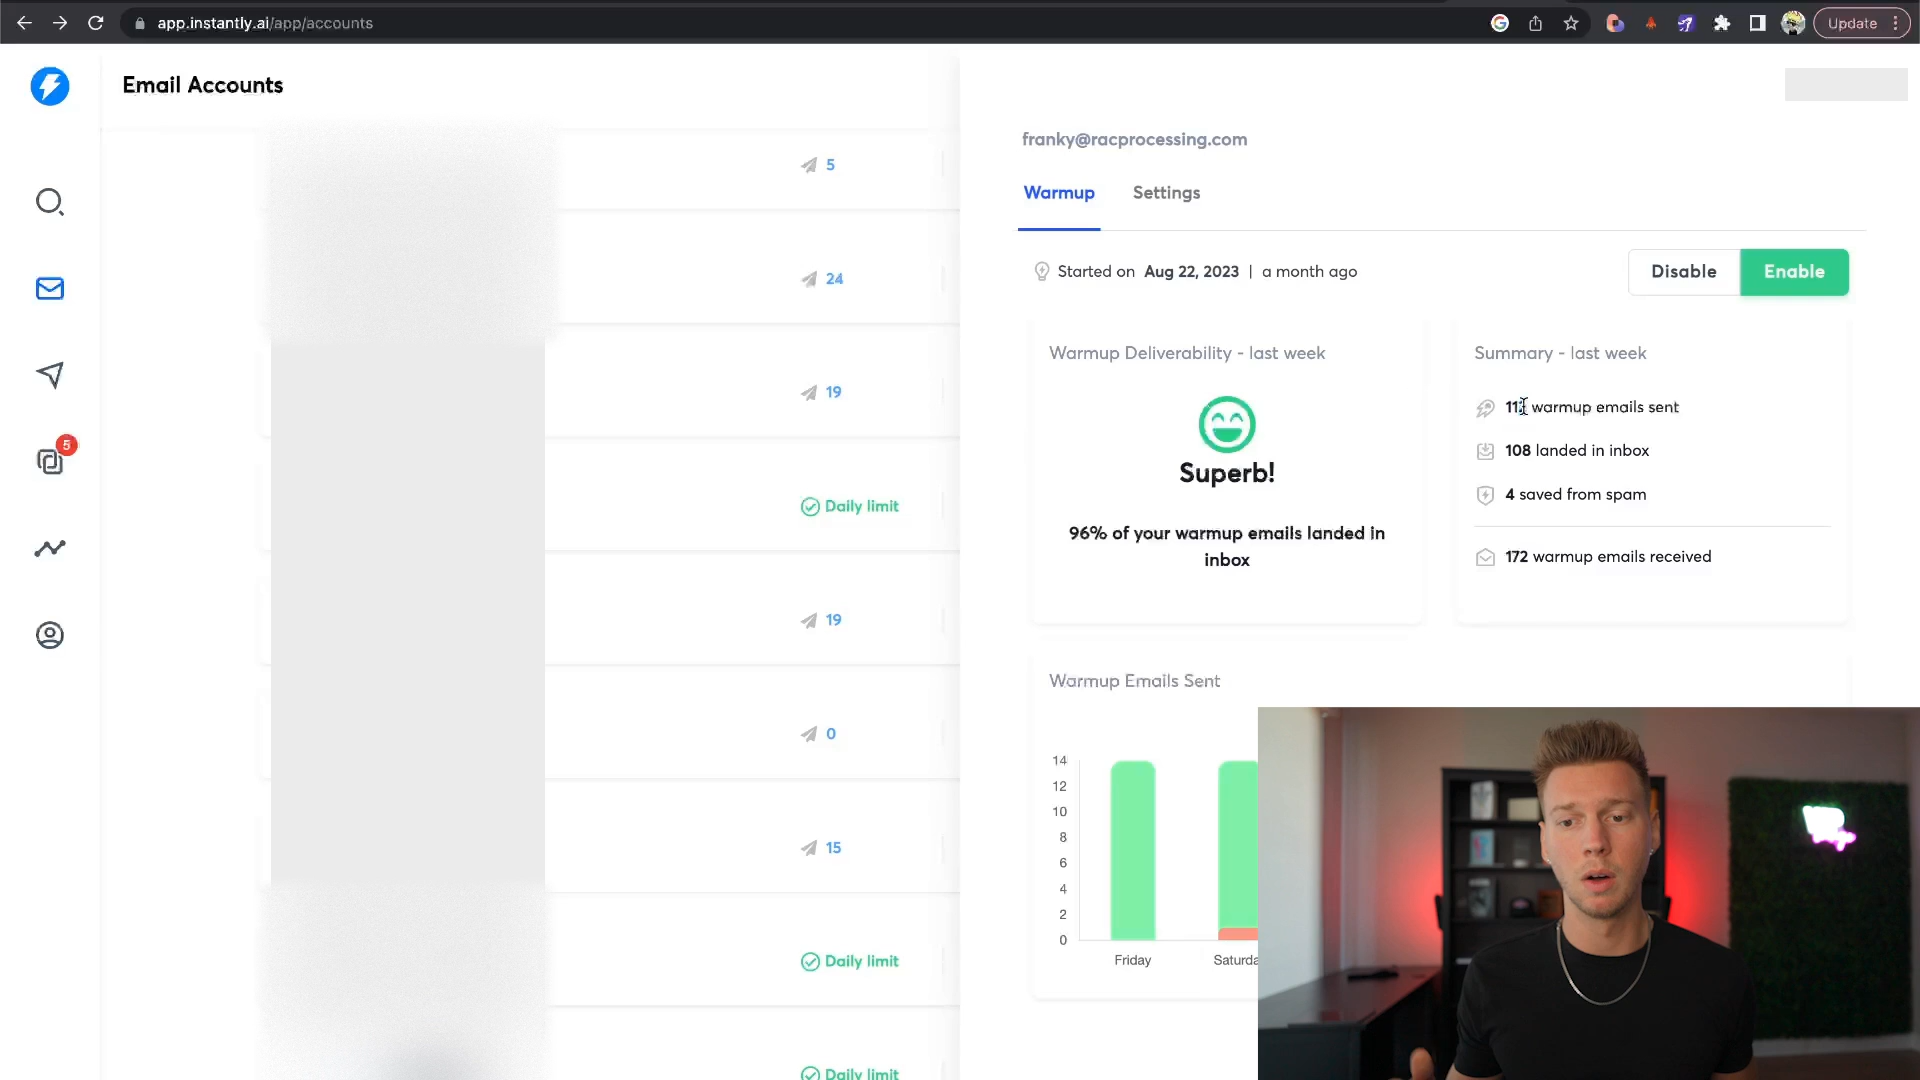 app.instantly.ai/app/accounts
Update
Email Accounts
franky@racprocessing.com
Warmup
Settings
Started on Aug 22, 2023 | a month ago
Disable
Enable
Warmup Deliverability - last week
Superb!
96% of your warmup emails landed in
inbox
Summary - last week
warmup emails sent
108 landed in inbox
4 saved from spam
172 warmup emails received
5
24
19
Daily limit
19
0
15
Daily limit
Daily limit
5
Warmup Emails Sent
14
12
10
8
6
4
2
0
Friday